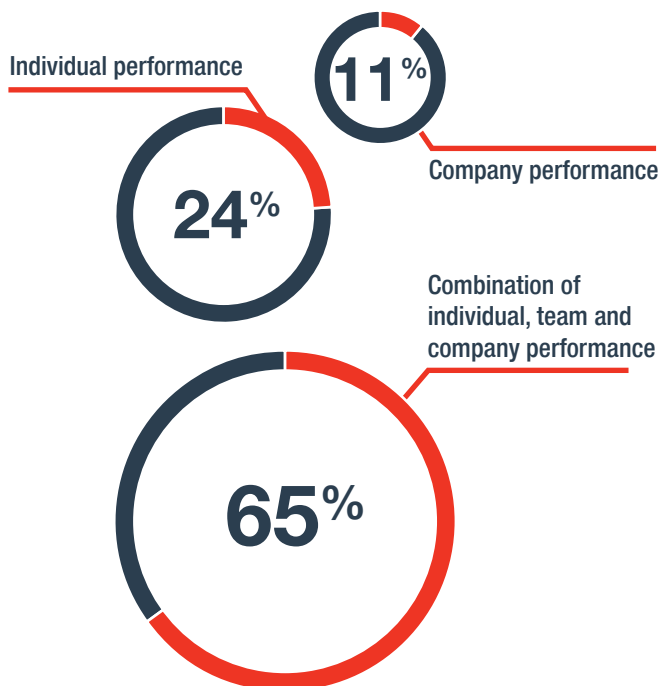 Individual performance
11%
Company performance
24%
Combination of
individual, team and
company performance
65%